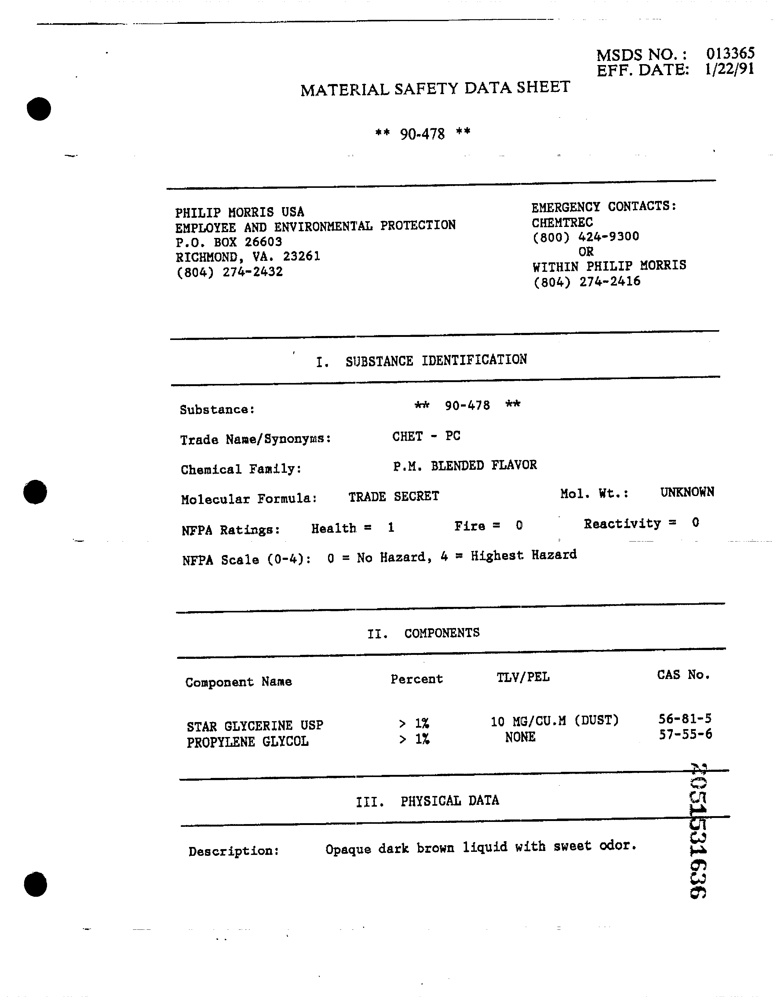 MSDS NO. : 013365
EFF. DATE: 1/22/91
MATERIAL SAFETY DATA SHEET
** 90-478 **
PHILIP MORRIS USA
EMPLOYEE AND ENVIRONMENTAL PROTECTION
P.O. BOX 26603
RICHMOND, VA. 23261
(804) 274-2432
EMERGENCY CONTACTS:
CHEMTREC
(800) 424-9300
OR
WITHIN PHILIP MORRIS
(804) 274-2416
I. SUBSTANCE IDENTIFICATION
Substance: ** 90-478 **
Trade Name/Synonyms: CHET - PC
Chemical Family: P.M. BLENDED FLAVOR
Molecular Formula: TRADE SECRET Mol. Wt.: UNKNOWN
NFPA Ratings: Health = 1 Fire = 0 Reactivity = 0
NFPA Scale (0-4): 0 = No Hazard, 4 = Highest Hazard
II. COMPONENTS
Component Name Percent TLV/PEL CAS No.
STAR GLYCERINE USP > 1% 10 MG/CU.M (DUST) 56-81-5
PROPYLENE GLYCOL > 1% NONE 57-55-6
III. PHYSICAL DATA
Description: Opaque dark brown liquid with sweet odor.
2051531636